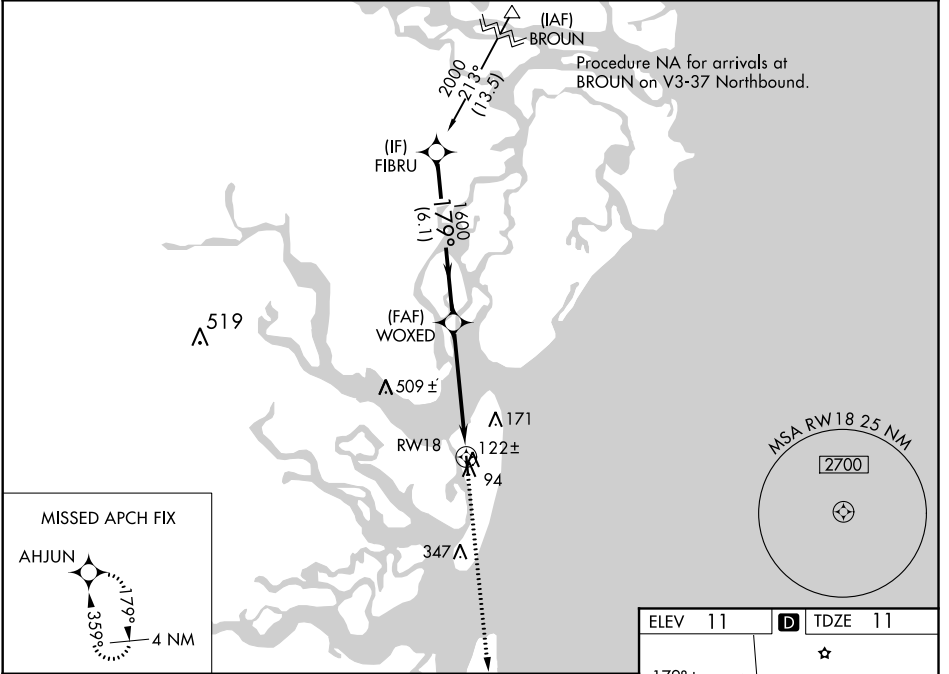 (IAF)
BROUN
Procedure NA for arrivals at
BROUN on V3-37 Northbound.
2000
213°
(13.5)
(IF)
FIBRU
1600
179°
(6.1)
519
(FAF)
WOXED
509 ±
171
RW18
122±
94
347
MSA RW18 25 NM
2700
MISSED APCH FIX
AHJUN
179°
359°
4 NM
ELEV 11
D
TDZE 11